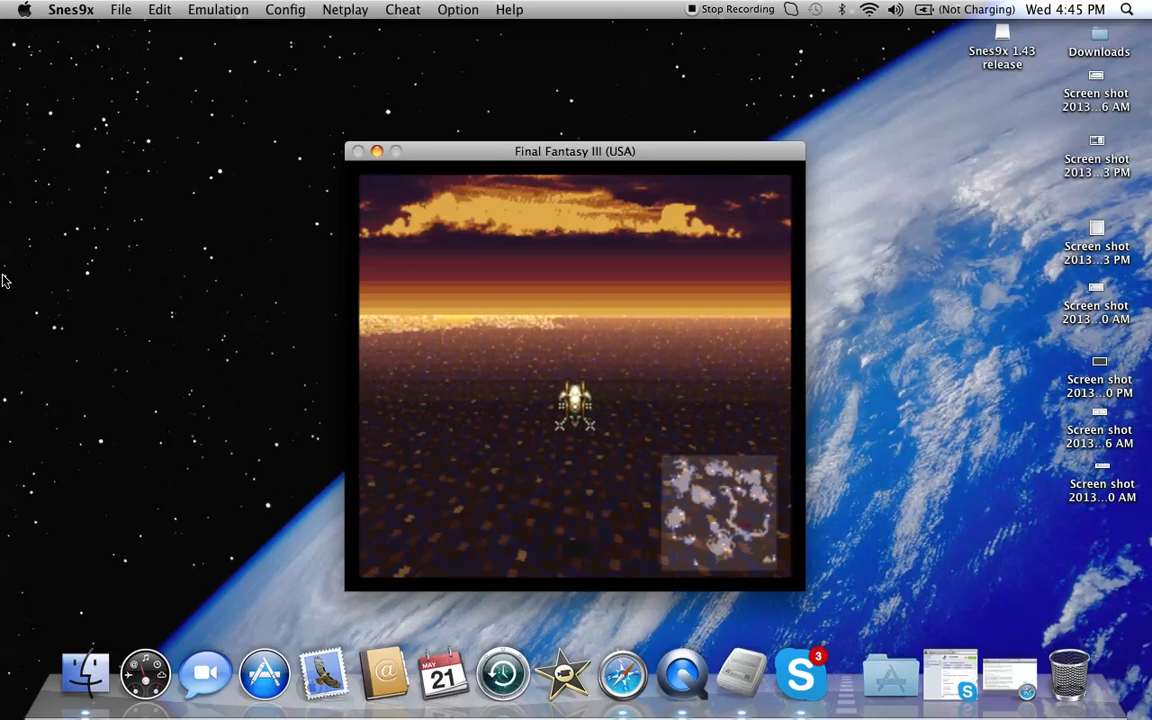 Snes9x File Edit Emulation Config Netplay Cheat Option Help Stop Recording (Not Charging) Wed 4:45 PM
Snes9x 1.43
release
Downloads
Screen shot
2013...6 AM
Screen shot
2013...3 PM
Final Fantasy III (USA)
Screen shot
2013...3 PM
Screen shot
2013...0 AM
Screen shot
2013...0 PM
Screen shot
2013...6 AM
Screen shot
2013...0 AM
MAY
21
@
S
3